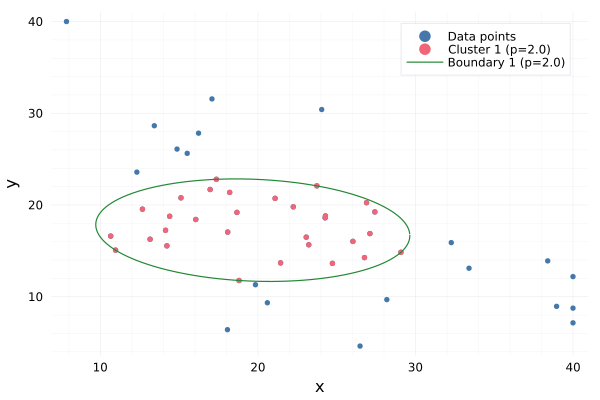 40
Data points
Cluster 1 (p=2.0)
Boundary 1 (p=2.0)
30
y
20
10
10 20 30 40
x